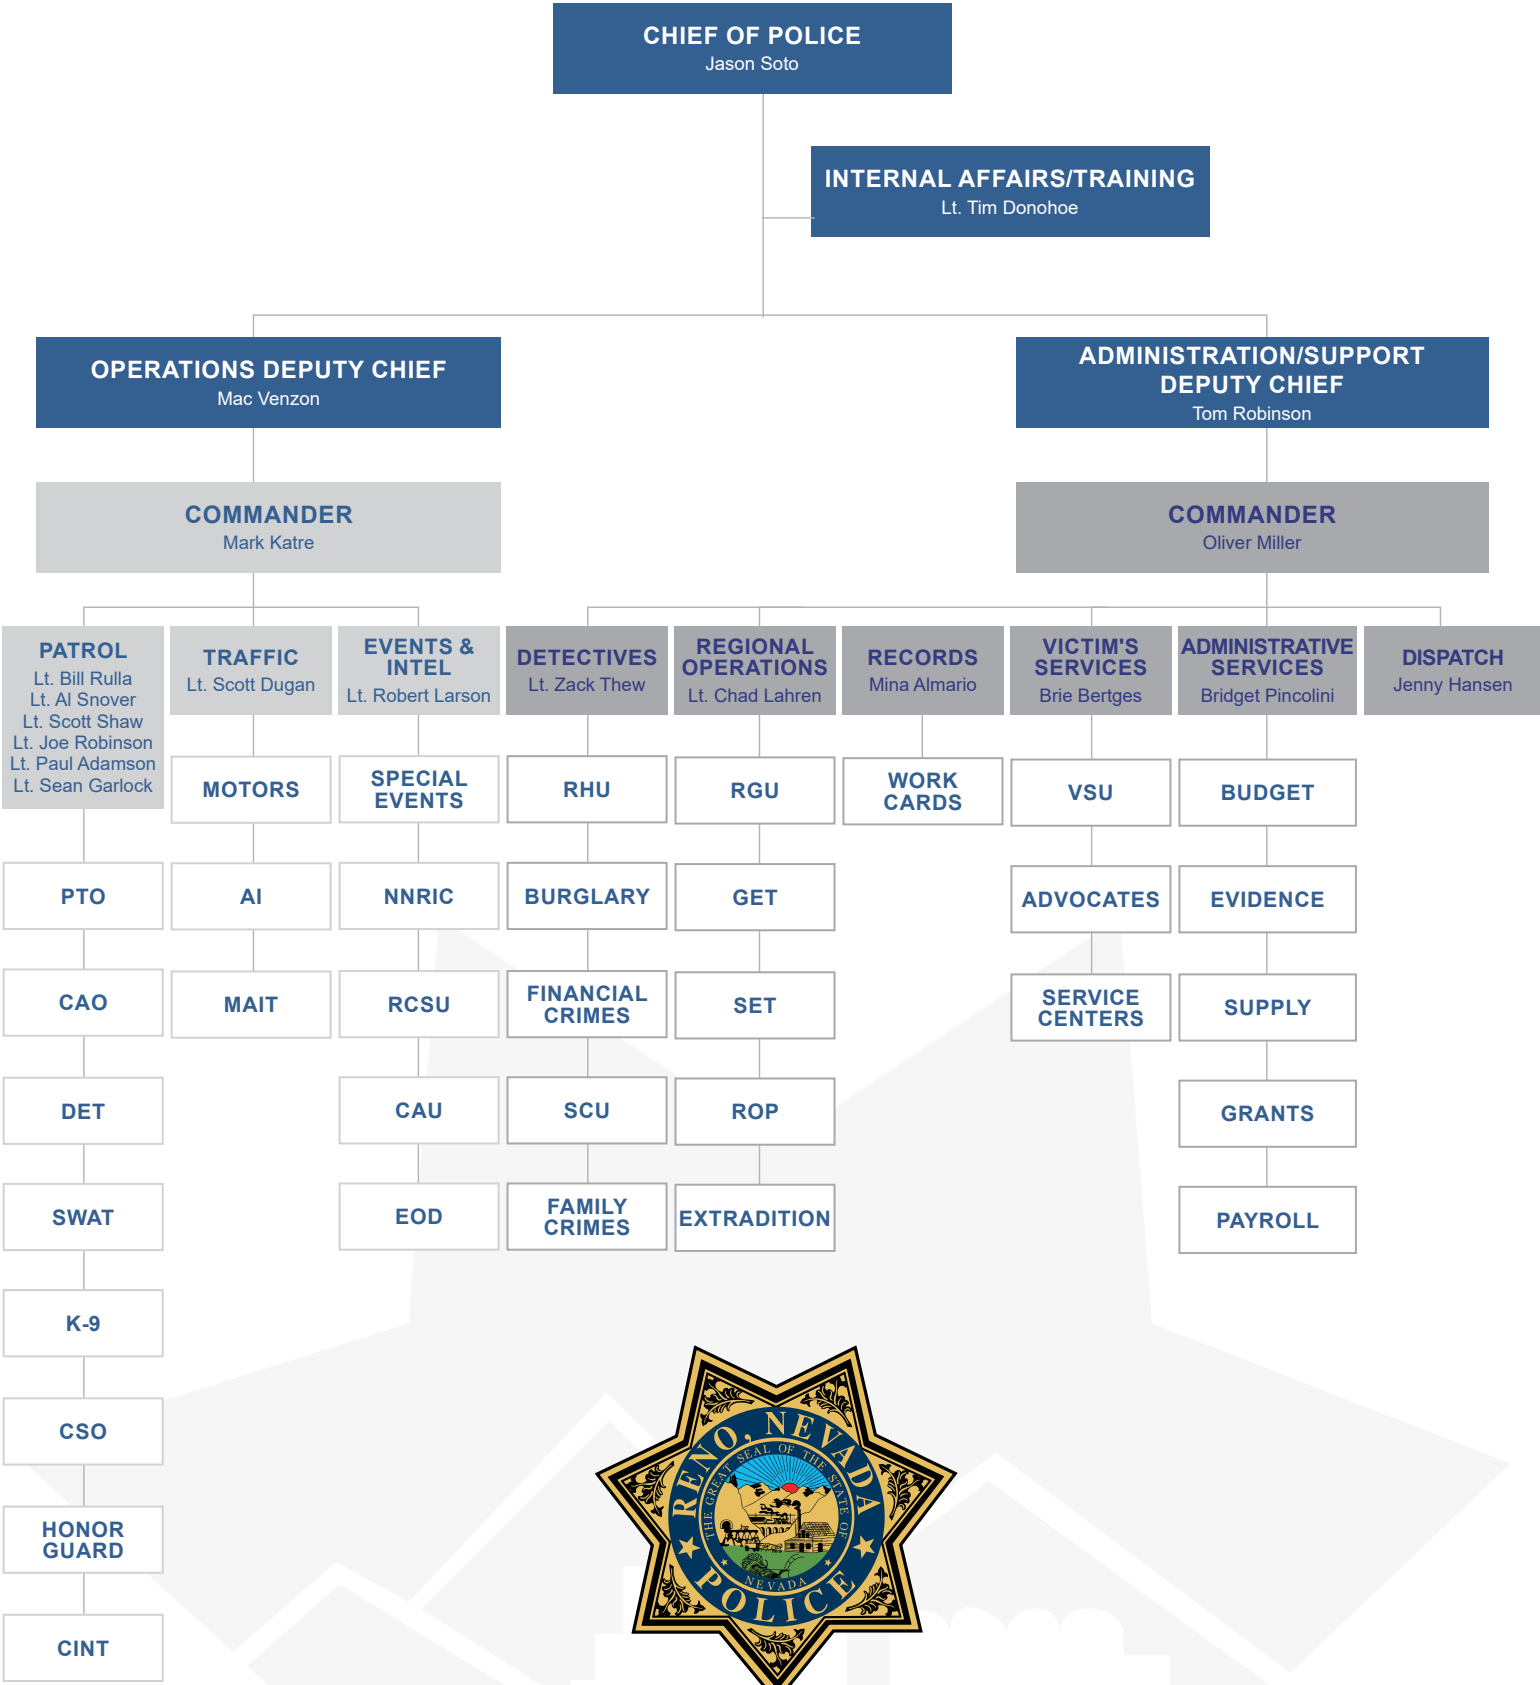 CHIEF OF POLICE
Jason Soto
INTERNAL AFFAIRS/TRAINING
Lt. Tim Donohoe
OPERATIONS DEPUTY CHIEF
Mac Venzon
ADMINISTRATION/SUPPORT
DEPUTY CHIEF
Tom Robinson
COMMANDER
Mark Katre
COMMANDER
Oliver Miller
PATROL
Lt. Bill Rulla
Lt. Al Snover
Lt. Scott Shaw
Lt. Joe Robinson
Lt. Paul Adamson
Lt. Sean Garlock
TRAFFIC
Lt. Scott Dugan
EVENTS &
INTEL
Lt. Robert Larson
DETECTIVES
Lt. Zack Thew
REGIONAL
OPERATIONS
Lt. Chad Lahren
RECORDS
Mina Almario
VICTIM'S
SERVICES
Brie Bertges
ADMINISTRATIVE
SERVICES
Bridget Pincolini
DISPATCH
Jenny Hansen
PTO
CAO
DET
SWAT
K-9
CSO
HONOR
GUARD
CINT
MOTORS
AI
MAIT
SPECIAL
EVENTS
NNRIC
RCSU
CAU
EOD
RHU
BURGLARY
FINANCIAL
CRIMES
SCU
FAMILY
CRIMES
RGU
GET
SET
ROP
EXTRADITION
WORK
CARDS
VSU
ADVOCATES
SERVICE
CENTERS
BUDGET
EVIDENCE
SUPPLY
GRANTS
PAYROLL
RENO, NEVADA
THE GREAT SEAL OF THE STATE OF
NEVADA
POLICE